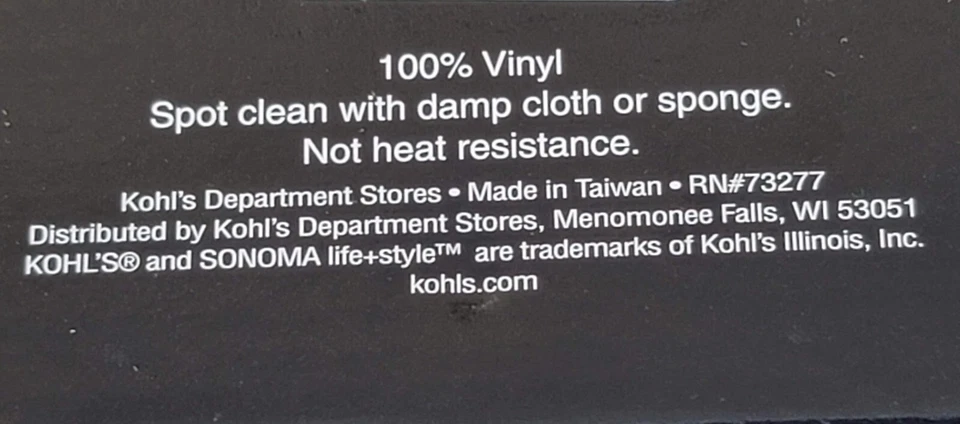 100% Vinyl
Spot clean with damp cloth or sponge.
Not heat resistance.
Kohl's Department Stores • Made in Taiwan • RN#73277
Distributed by Kohl's Department Stores, Menomonee Falls, WI 53051
KOHL'S® and SONOMA life+style™ are trademarks of Kohl's Illinois, Inc.
kohls.com